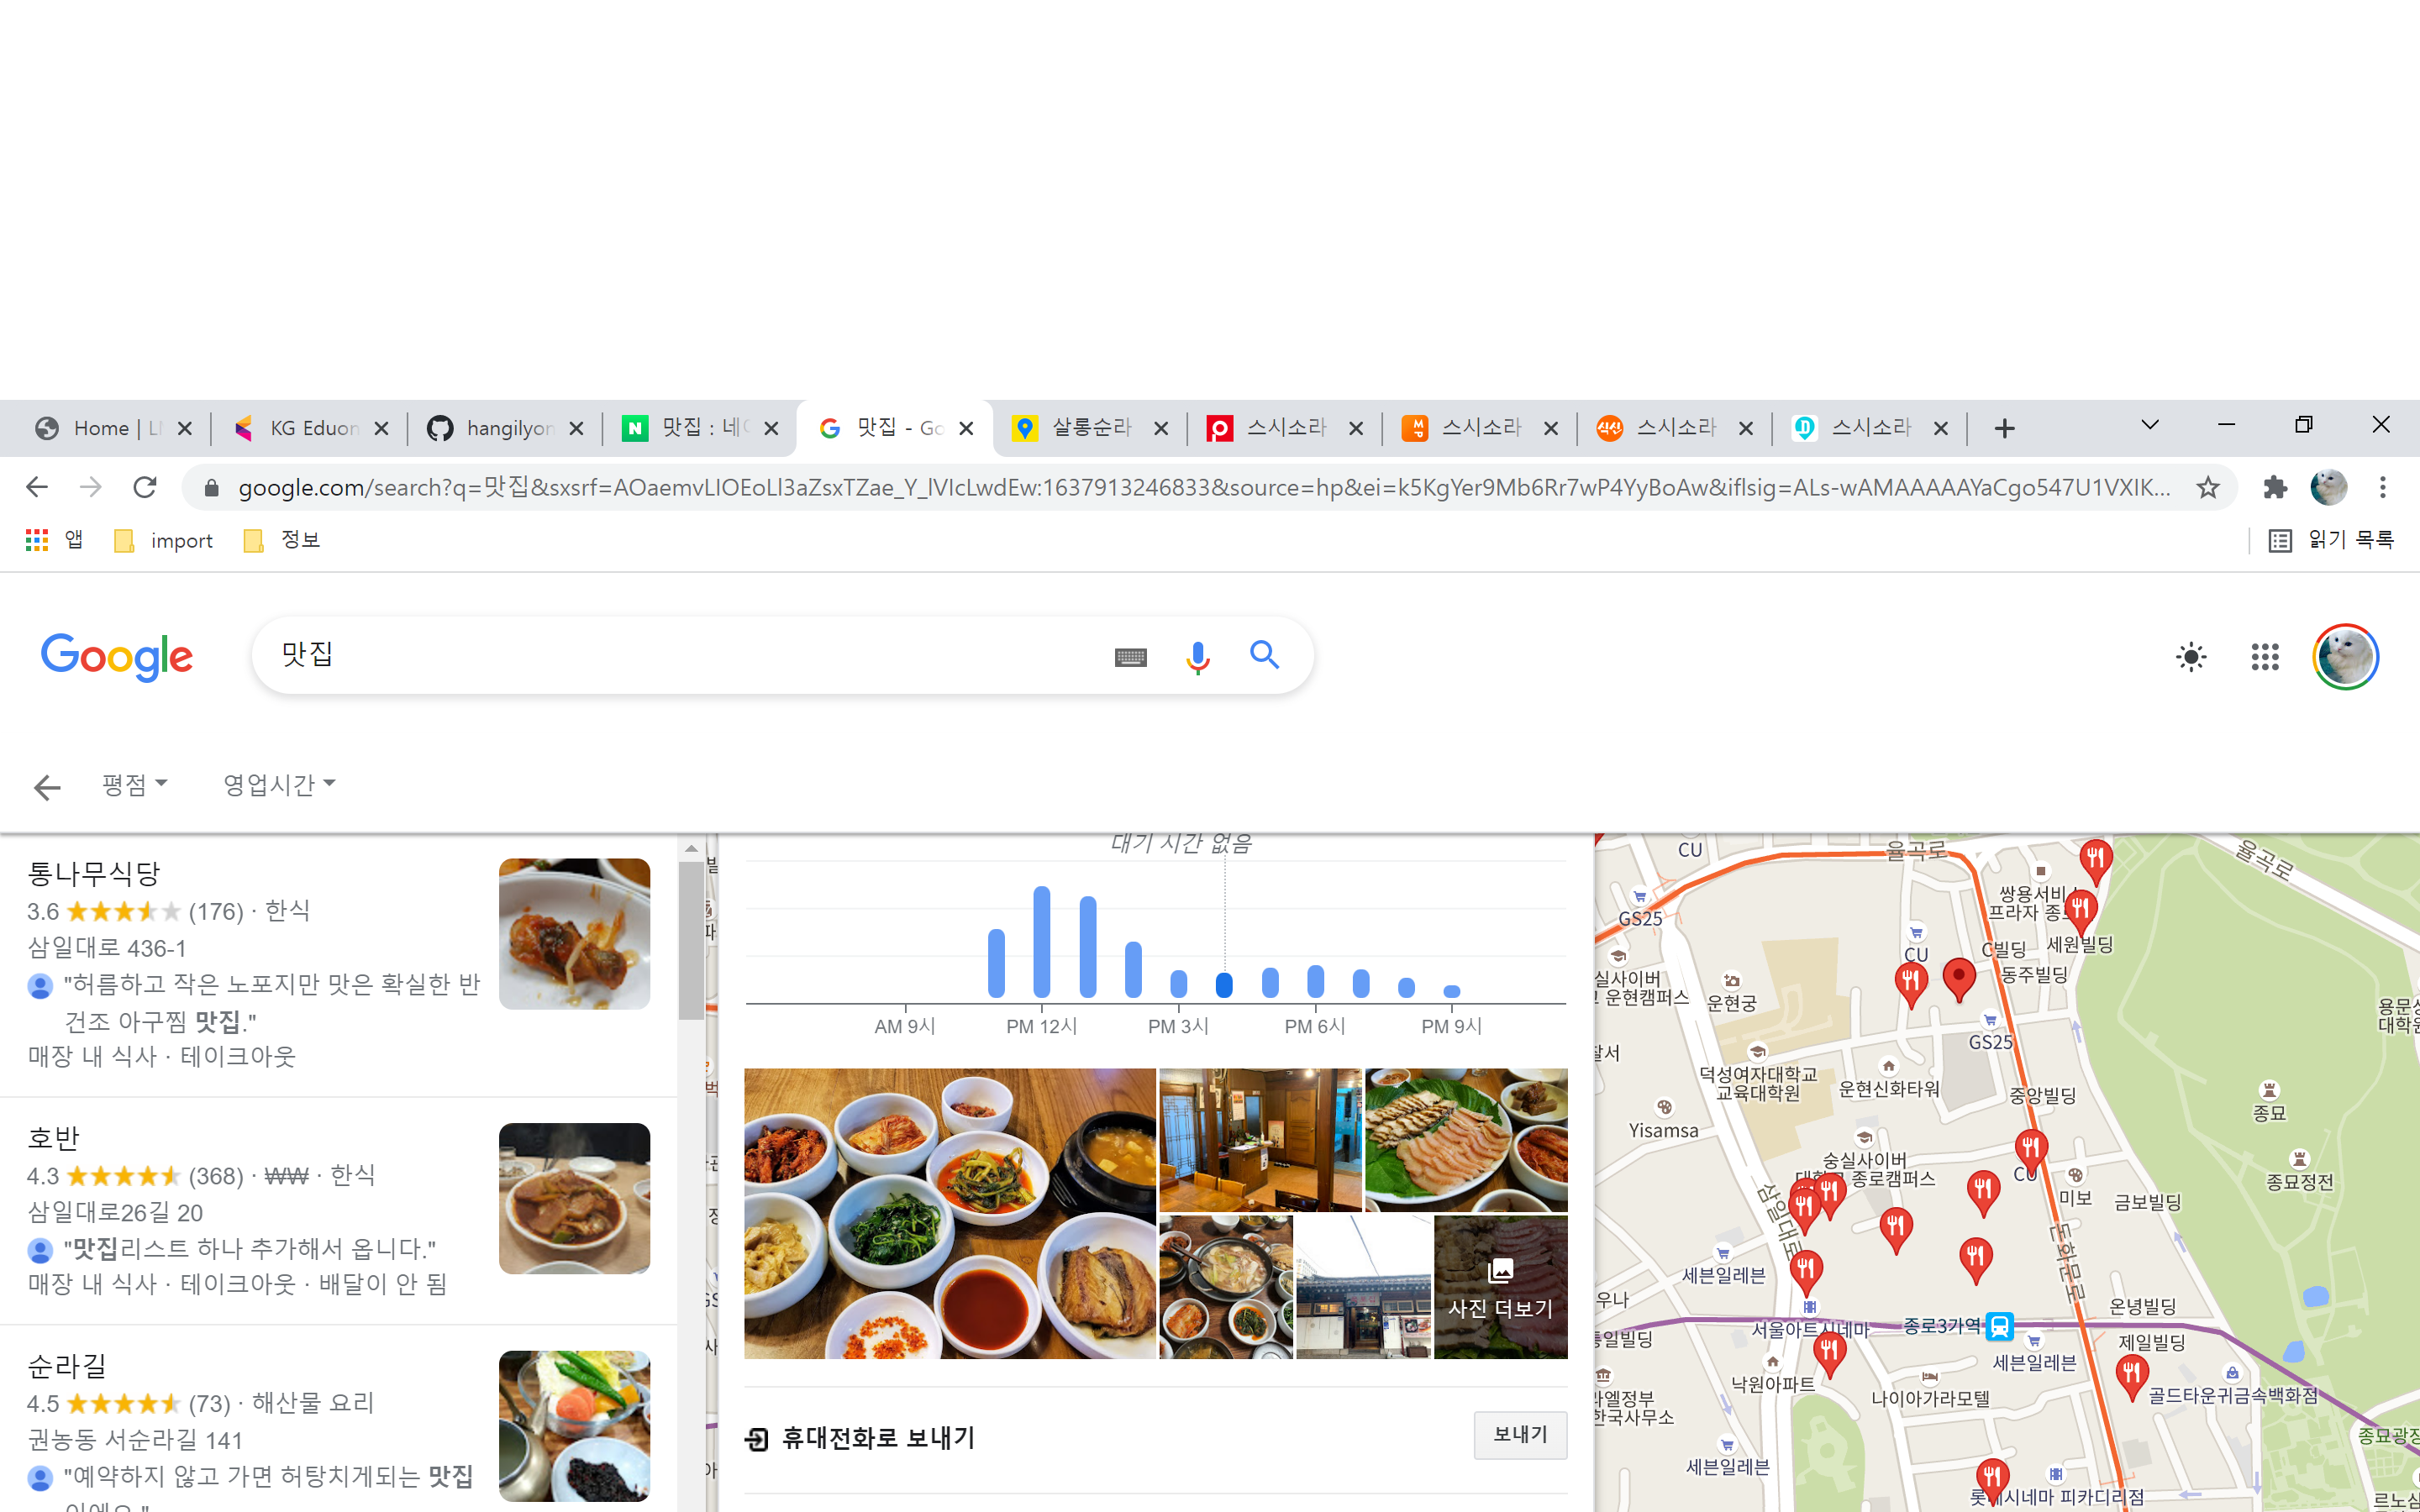 Home | LM
KG Eduon
hangilyon
맛집 : 네이
맛집 - Go
살롱순라
스시소라
스시소라
스시소라
스시소라
google.com/search?q=맛집&sxsrf=AOaemvLIOEoLl3aZsxTZae_Y_lVIcLwdEw:1637913246833&source=hp&ei=k5KgYer9Mb6Rr7wP4YyBoAw&iflsig=ALs-wAMAAAAAYaCgo547U1VXIK...
앱
import
정보
읽기 목록
Google
맛집
평점
영업시간
통나무식당
3.6 (176) · 한식
삼일대로 436-1
"허름하고 작은 노포지만 맛은 확실한 반
건조 아구찜 맛집."
매장 내 식사 · 테이크아웃
호반
4.3 (368) · ₩₩ · 한식
삼일대로26길 20
"맛집리스트 하나 추가해서 옵니다."
매장 내 식사 · 테이크아웃 · 배달이 안 됨
순라길
4.5 (73) · 해산물 요리
권농동 서순라길 141
"예약하지 않고 가면 허탕치게되는 맛집
대기 시간 없음
AM 9시
PM 12시
PM 3시
PM 6시
PM 9시
사진 더보기
휴대전화로 보내기
보내기
CU
율곡로
율곡로
GS25
쌍용서비스
프라자 종로
CU
C빌딩
세원빌딩
동주빌딩
실사이버
운현캠퍼스
운현궁
GS25
덕성여자대학교
교육대학원
운현신화타워
중앙빌딩
종묘
Yisamsa
숭실사이버
종로캠퍼스
CU
미보
금보빌딩
종묘정전
삼일대로
돈화문로
세븐일레븐
우나
온녕빌딩
서울아트시네마
종로3가역
제일빌딩
세븐일레븐
낙원아파트
나이아가라모텔
골드타운귀금속백화점
한국사무소
세븐일레븐
종묘광장
롯데시네마 피카디리점